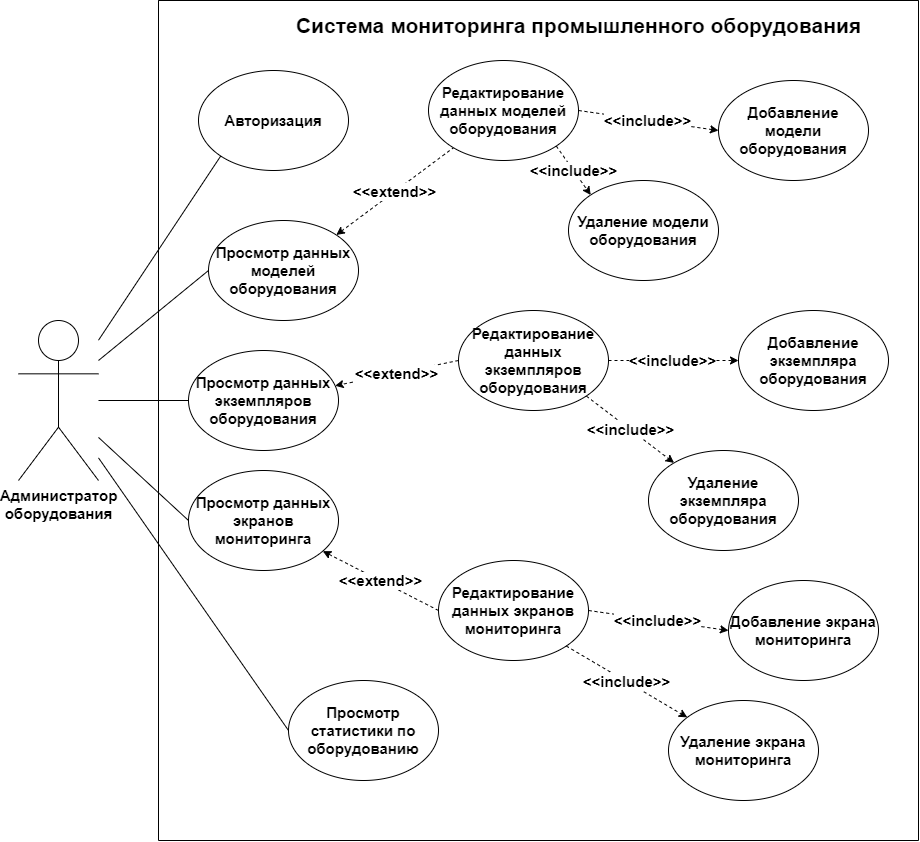 Система мониторинга промышленного оборудования
Авторизация
Редактирование
данных моделей
оборудования
<<include>>
Добавление
модели
оборудования
<<include>>
<<extend>>
Удаление модели
оборудования
Просмотр данных
моделей
оборудования
Редактирование
данных
экземпляров
оборудования
<<include>>
Добавление
экземпляра
оборудования
<<extend>>
Просмотр данных
экземпляров
оборудования
<<include>>
Удаление
экземпляра
оборудования
Администратор
оборудования
Просмотр данных
экранов
мониторинга
<<extend>>
Редактирование
данных экранов
мониторинга
<<include>>
Добавление экрана
мониторинга
<<include>>
Просмотр
статистики по
оборудованию
Удаление экрана
мониторинга